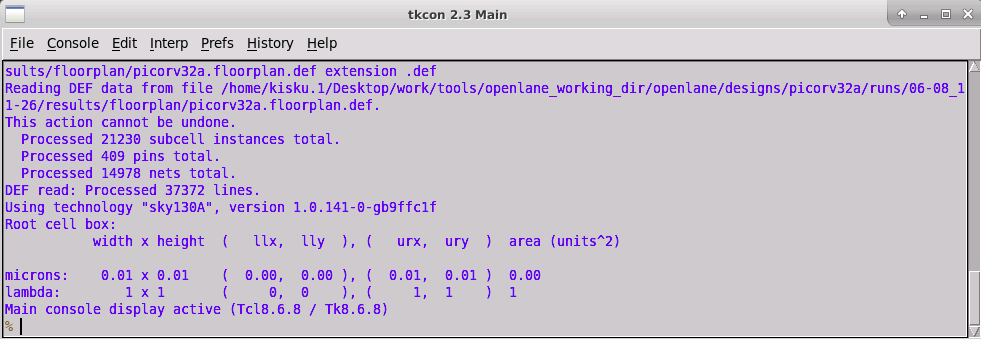 tkcon 2.3 Main
File Console Edit Interp Prefs History Help
sults/floorplan/picorv32a.floorplan.def extension .def
Reading DEF data from file /home/kisku.1/Desktop/work/tools/openlane_working_dir/openlane/designs/picorv32a/runs/06-08_1
1-26/results/floorplan/picorv32a.floorplan.def.
This action cannot be undone.
  Processed 21230 subcell instances total.
  Processed 409 pins total.
  Processed 14978 nets total.
DEF read: Processed 37372 lines.
Using technology "sky130A", version 1.0.141-0-gb9ffc1f
Root cell box:
           width x height  (   llx,  lly  ), (   urx,  ury  )  area (units^2)
microns:    0.01 x 0.01    (  0.00,  0.00 ), (  0.01,  0.01 )  0.00
lambda:        1 x 1       (     0,  0    ), (     1,  1    )  1
Main console display active (Tcl8.6.8 / Tk8.6.8)
%